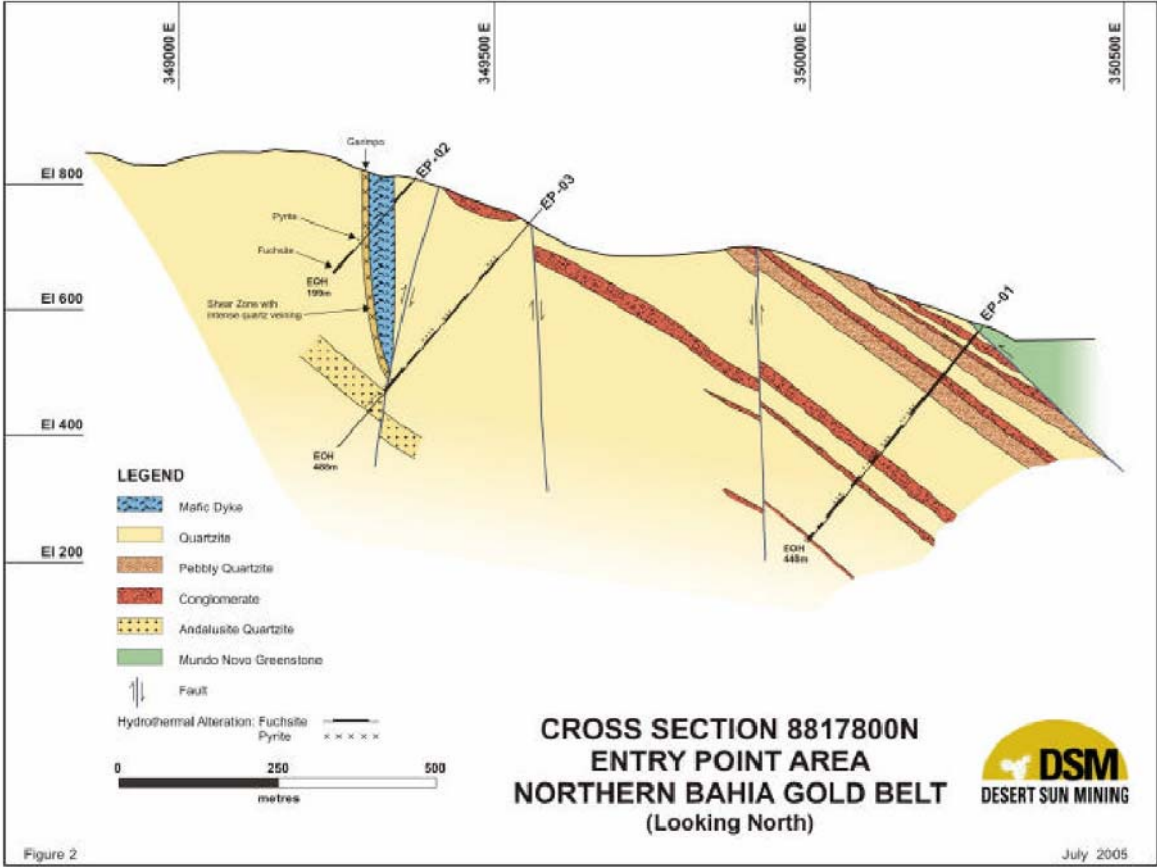 349000 E
349500 E
350000 E
350500 E
Garimpo
EP-02
EP-03
EP-01
El 800
El 600
El 400
El 200
Pyrite
Fuchsite
EOH
199m
Shear Zone with
intense quartz veining
EOH
488m
EOH
448m
LEGEND
Mafic Dyke
Quartzite
Pebbly Quartzite
Conglomerate
Andalusite Quartzite
Mundo Novo Greenstone
Fault
Hydrothermal Alteration: Fuchsite
Pyrite
0 250 500
metres
CROSS SECTION 8817800N
ENTRY POINT AREA
NORTHERN BAHIA GOLD BELT
(Looking North)
DSM
DESERT SUN MINING
Figure 2
July 2005